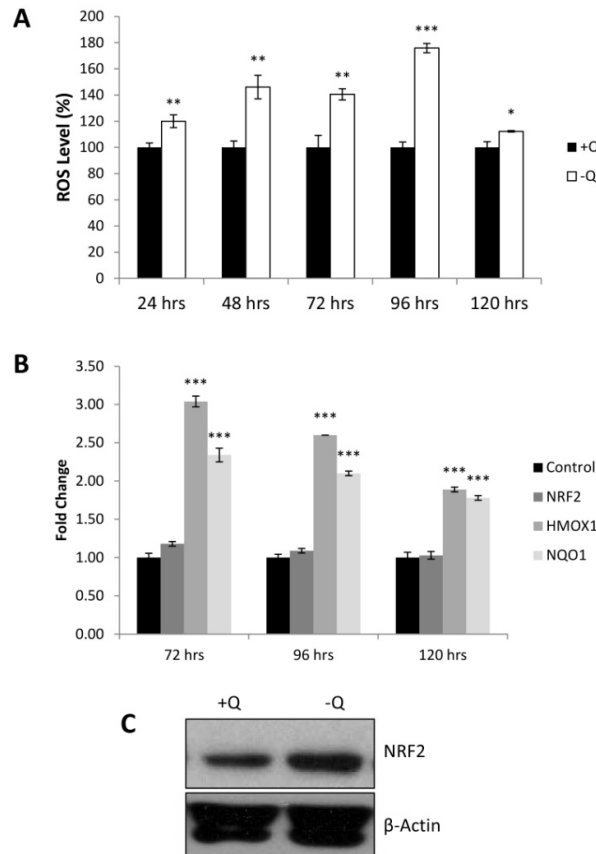 A
ROS Level (%)
200
180
160
140
120
100
80
60
40
20
0
** ** ** *** *
24 hrs 48 hrs 72 hrs 96 hrs 120 hrs
-Q
B
Fold Change
3.50
3.00
2.50
2.00
1.50
1.00
0.50
0.00
*** *** *** *** *** ***
72 hrs 96 hrs 120 hrs
Control
NRF2
HMOX1
NQO1
C
+Q -Q
NRF2
β-Actin